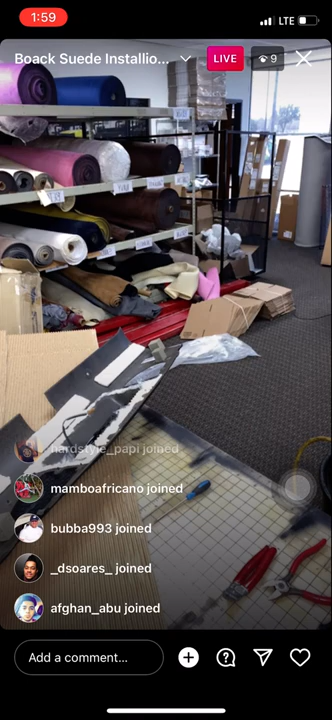 1:59
LTE
Boack Suede Installio...
LIVE
9
hardstyle_papi joined
mamboafricano joined
bubba993 joined
_dsoares_ joined
afghan_abu joined
Add a comment...